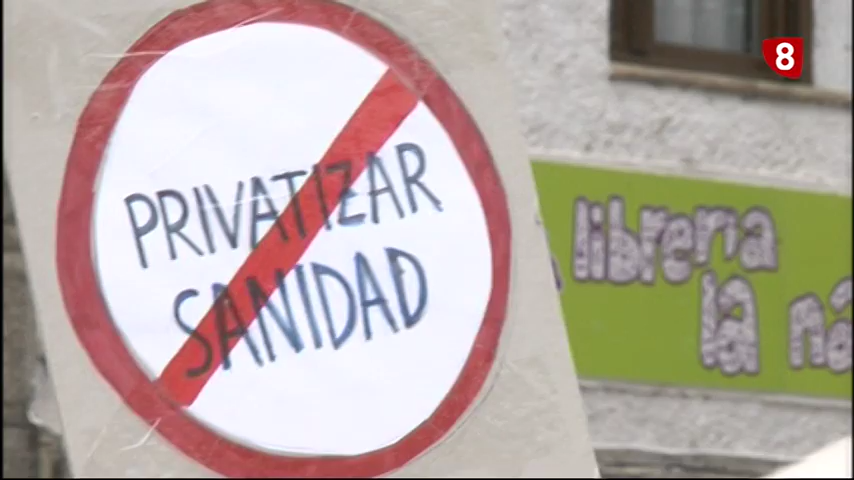 8
PRIVATIZAR
SANIDAD
librería
la